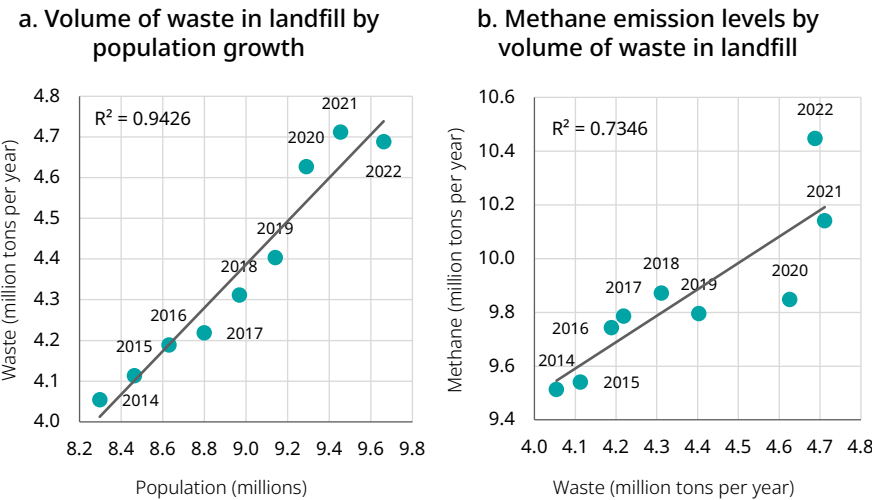 a. Volume of waste in landfill by
population growth
Waste (million tons per year)
4.8
4.7
4.6
4.5
4.4
4.3
4.2
4.1
4.0
R² = 0.9426
2021
2020
2022
2019
2018
2016
2017
2015
2014
8.2 8.4 8.6 8.8 9.0 9.2 9.4 9.6 9.8
Population (millions)
b. Methane emission levels by
volume of waste in landfill
Methane (million tons per year)
10.6
10.4
10.2
10.0
9.8
9.6
9.4
R² = 0.7346
2022
2021
2020
2018
2019
2017
2016
2014
2015
4.0 4.1 4.2 4.3 4.4 4.5 4.6 4.7 4.8
Waste (million tons per year)